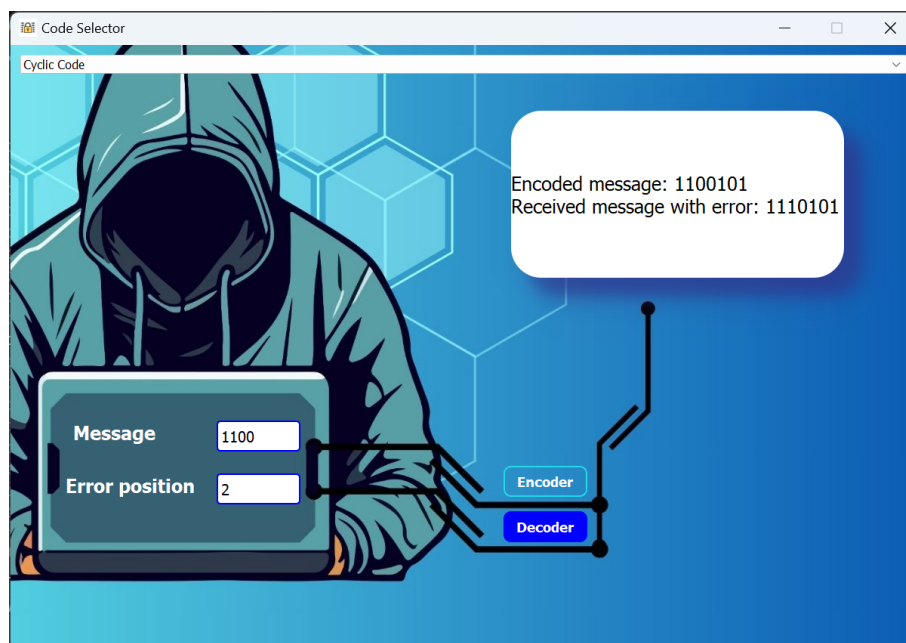 Code Selector
Cyclic Code
Encoded message: 1100101
Received message with error: 1110101
Message
1100
Error position
2
Encoder
Decoder